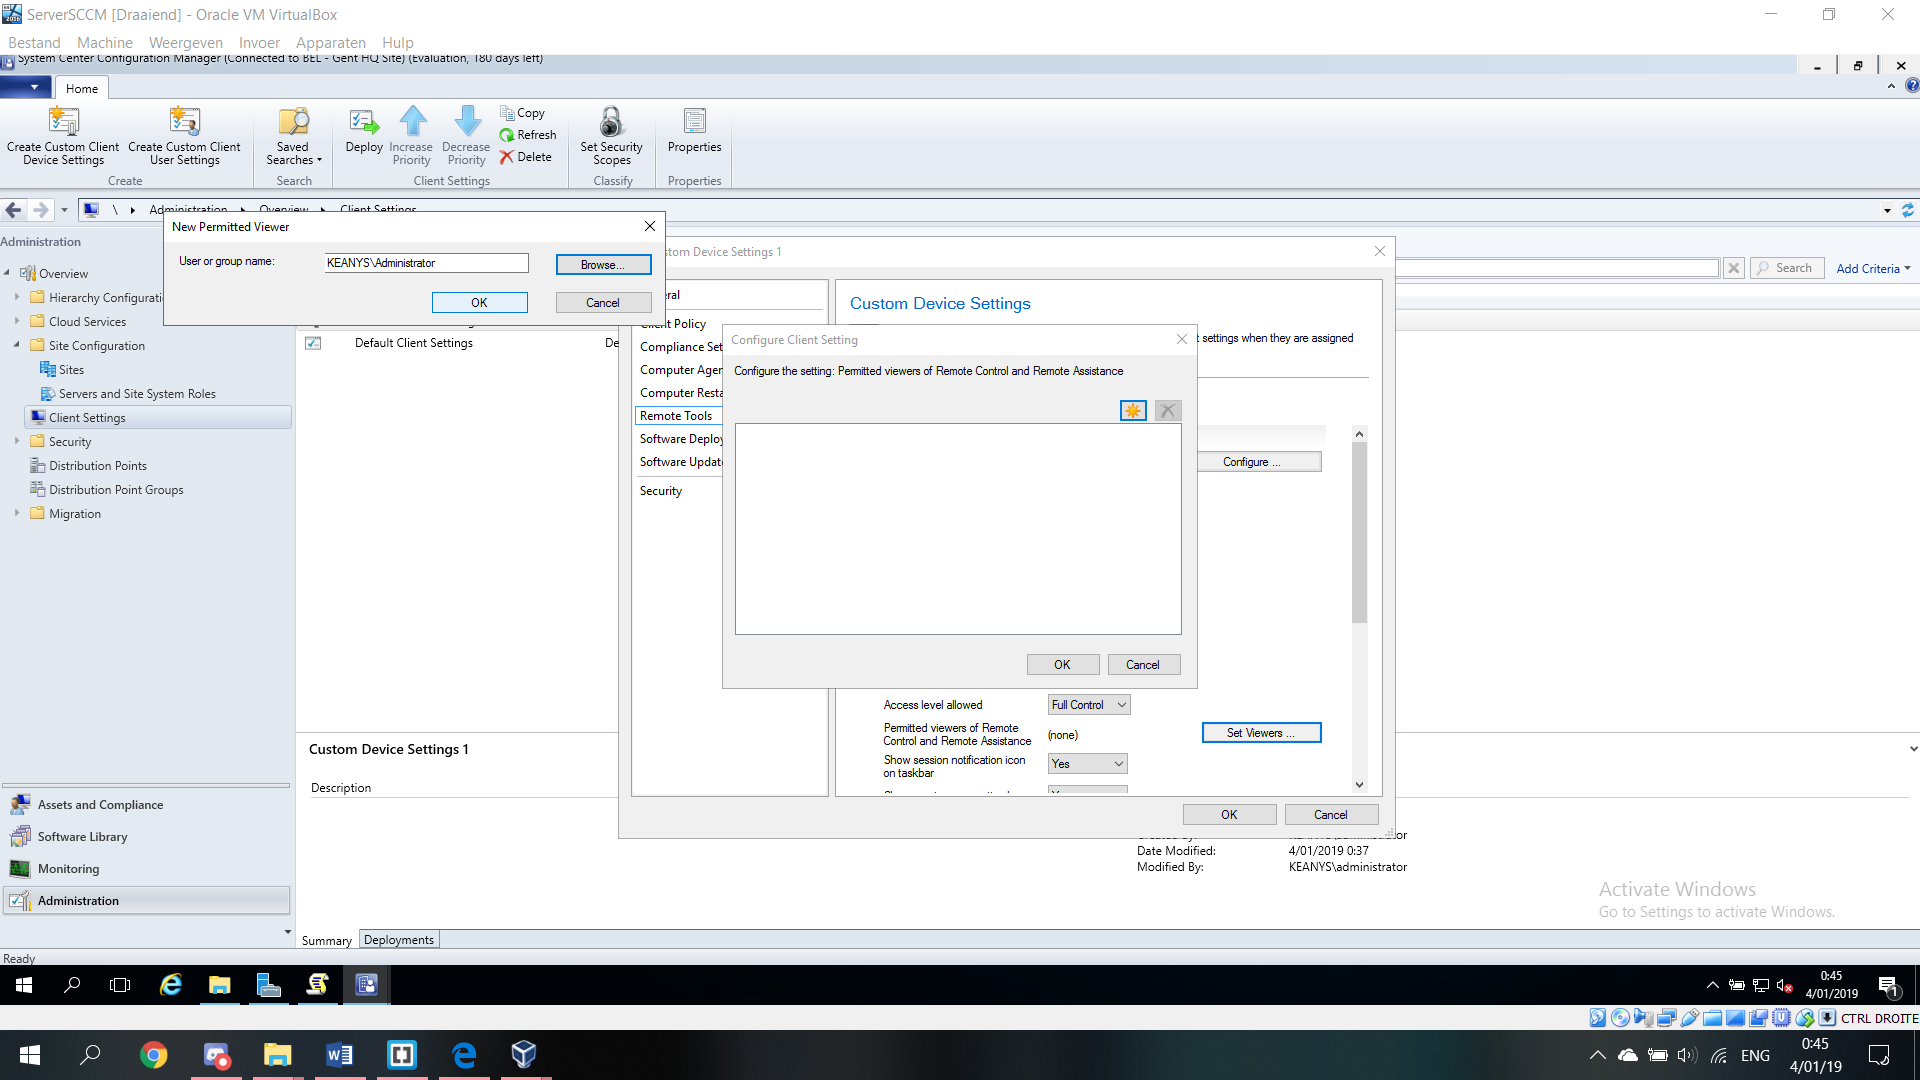 ServerSCCM [Draaiend] - Oracle VM VirtualBox
Bestand Machine Weergeven Invoer Apparaten Hulp
System Center Configuration Manager (Connected to BEL - Gent HQ Site) (Evaluation, 180 days left)
Home
Create Custom Client Device Settings
Create Custom Client User Settings
Saved Searches
Deploy
Increase Priority
Decrease Priority
Copy
Refresh
Delete
Set Security Scopes
Properties
Create
Search
Client Settings
Classify
Properties
\ Administration Overview Client Settings
New Permitted Viewer
User or group name:
KEANYS\Administrator
Browse...
OK
Cancel
Administration
Overview
Hierarchy Configurati
Cloud Services
Site Configuration
Sites
Servers and Site System Roles
Client Settings
Security
Distribution Points
Distribution Point Groups
Migration
Search
Add Criteria
Default Client Settings
De
stom Device Settings 1
eral
Client Policy
Compliance Set
Computer Agen
Computer Resta
Remote Tools
Software Deploy
Software Update
Security
Custom Device Settings
t settings when they are assigned
Configure ...
Configure Client Setting
Configure the setting: Permitted viewers of Remote Control and Remote Assistance
OK
Cancel
Access level allowed
Full Control
Permitted viewers of Remote
Control and Remote Assistance
(none)
Set Viewers ...
Show session notification icon
on taskbar
Yes
OK
Cancel
Custom Device Settings 1
Description
Date Modified:
4/01/2019 0:37
Modified By:
KEANYS\administrator
Assets and Compliance
Software Library
Monitoring
Administration
Summary
Deployments
Activate Windows
Go to Settings to activate Windows.
Ready
0:45
4/01/2019
1
CTRL DROITE
ENG
0:45
4/01/19